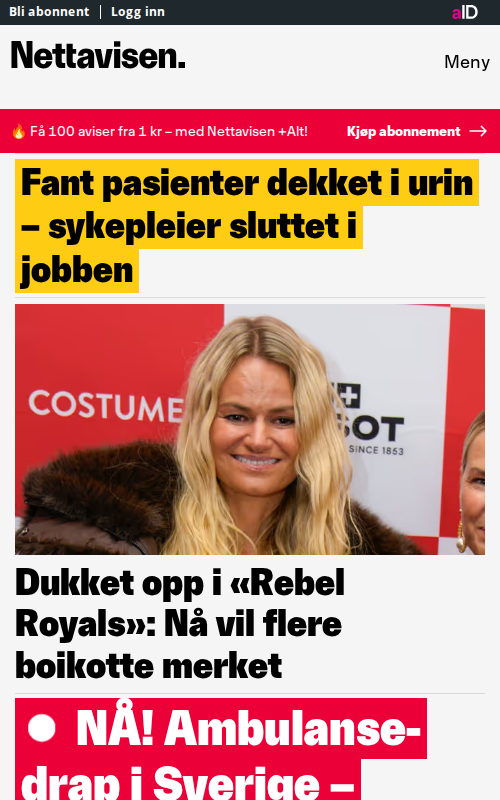 Bli abonnent | Logg inn
aID
Nettavisen.
Meny
🔥 Få 100 aviser fra 1 kr – med Nettavisen +Alt!
Kjøp abonnement →
Fant pasienter dekket i urin
– sykepleier sluttet i
jobben
COSTUME
SOT
SINCE 1853
Dukket opp i «Rebel
Royals»: Nå vil flere
boikotte merket
NÅ! Ambulanse-
drap i Sverige –